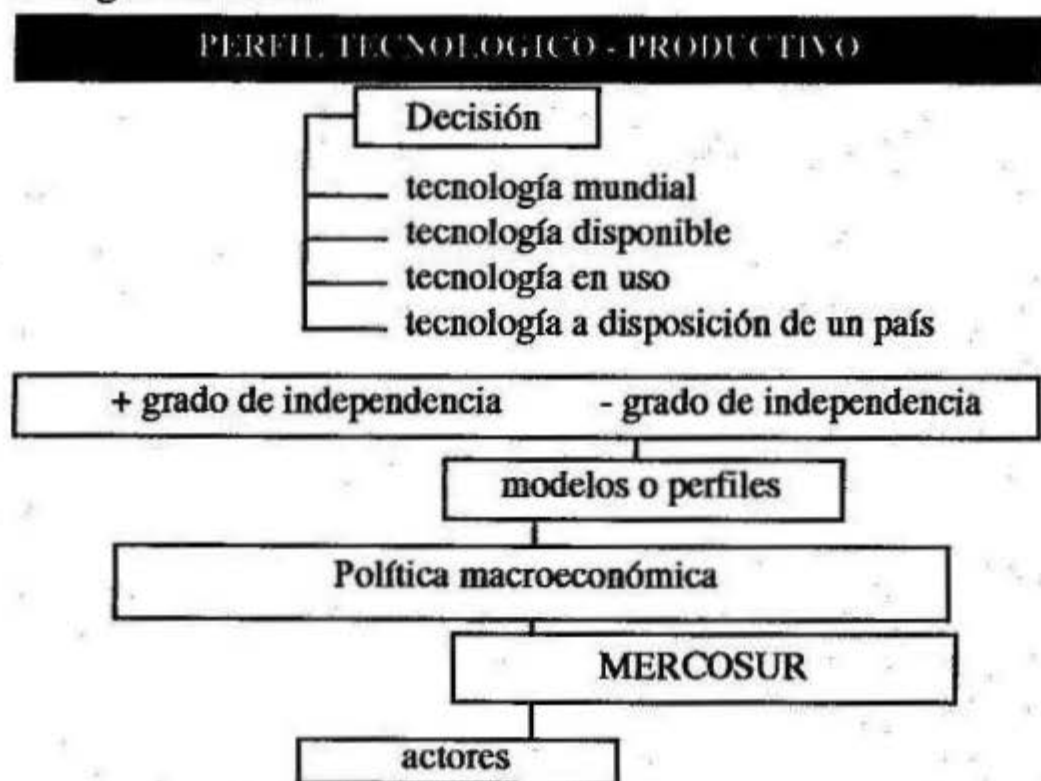 PERFIL TECNOLOGICO - PRODUCTIVO
Decisión
tecnología mundial
tecnología disponible
tecnología en uso
tecnología a disposición de un país
+ grado de independencia - grado de independencia
modelos o perfiles
Política macroeconómica
MERCOSUR
actores